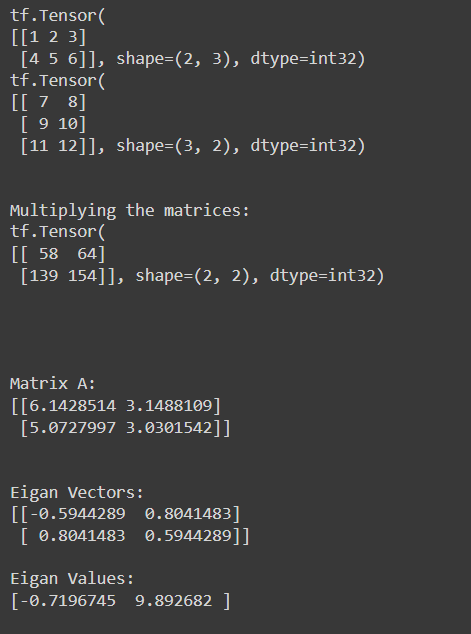 tf.Tensor(
[[1 2 3]
 [4 5 6]], shape=(2, 3), dtype=int32)
tf.Tensor(
[[ 7  8]
 [ 9 10]
 [11 12]], shape=(3, 2), dtype=int32)
Multiplying the matrices:
tf.Tensor(
[[ 58  64]
 [139 154]], shape=(2, 2), dtype=int32)
Matrix A:
[[6.1428514 3.1488109]
 [5.0727997 3.0301542]]
Eigan Vectors:
[[-0.5944289  0.8041483]
 [ 0.8041483  0.5944289]]
Eigan Values:
[-0.7196745  9.892682 ]